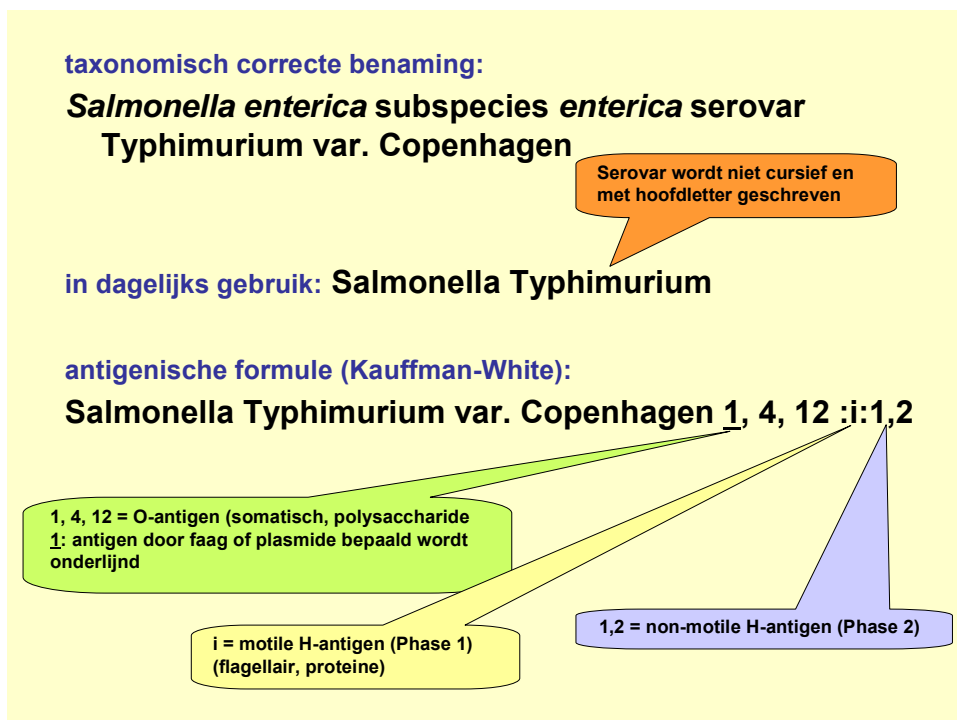 taxonomisch correcte benaming:
Salmonella enterica subspecies enterica serovar
Typhimurium var. Copenhagen
Serovar wordt niet cursief en
met hoofdletter geschreven
in dagelijks gebruik: Salmonella Typhimurium
antigenische formule (Kauffman-White):
Salmonella Typhimurium var. Copenhagen 1, 4, 12 :i:1,2
1, 4, 12 = O-antigen (somatisch, polysaccharide
1: antigen door faag of plasmide bepaald wordt
onderlijnd
i = motile H-antigen (Phase 1)
(flagellair, proteine)
1,2 = non-motile H-antigen (Phase 2)